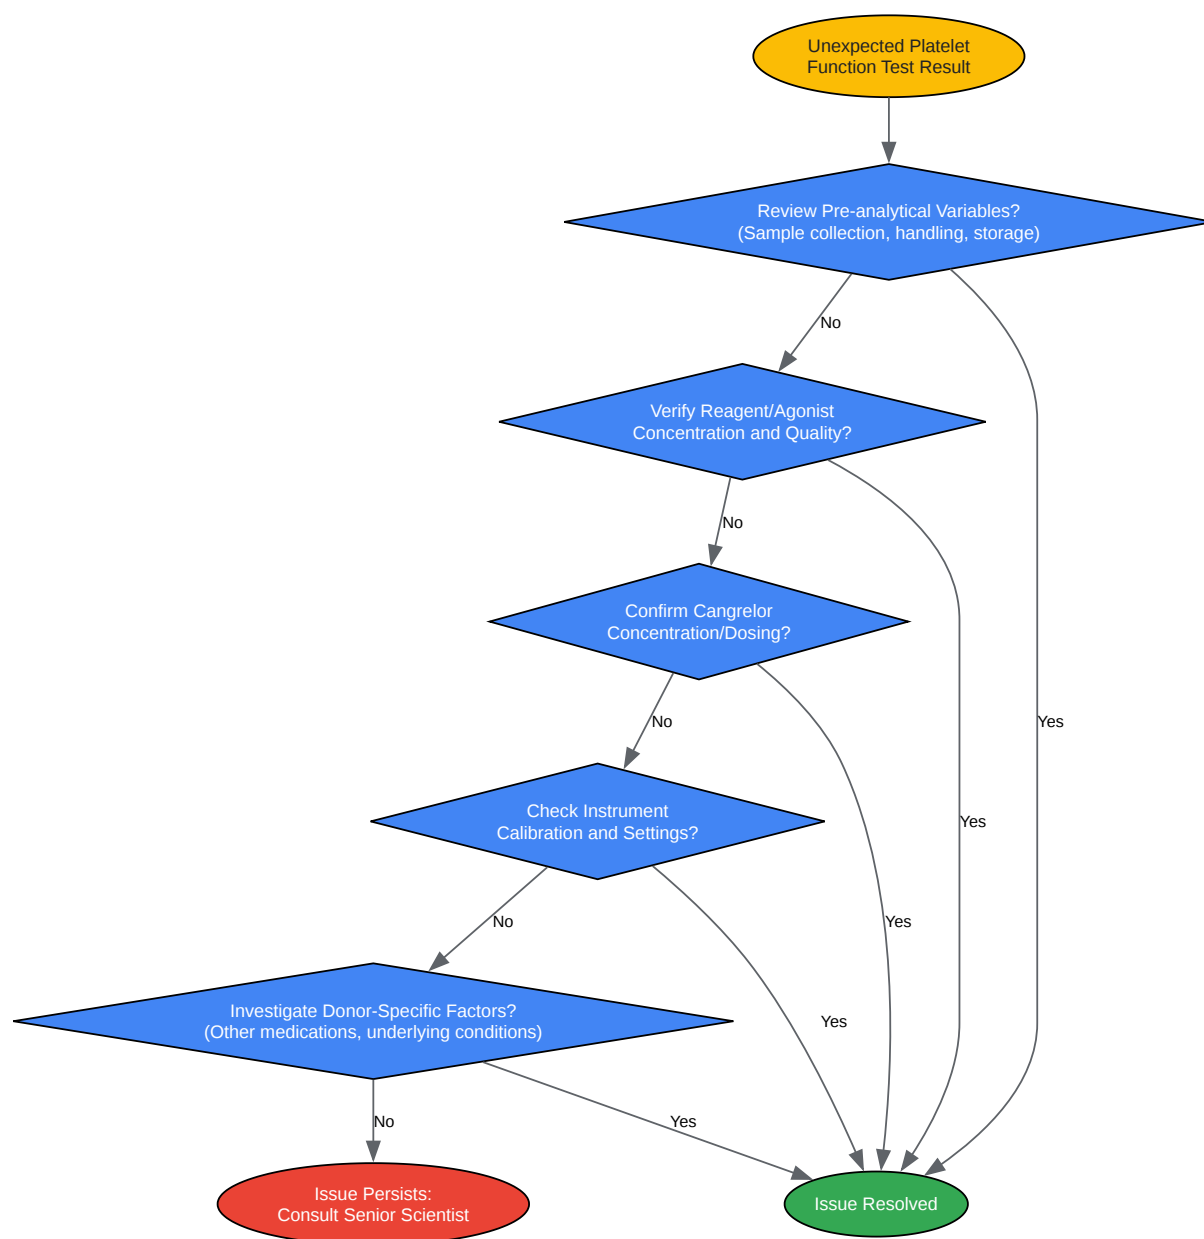 Unexpected Platelet
Function Test Result
Review Pre-analytical Variables?
(Sample collection, handling, storage)
No
Verify Reagent/Agonist
Concentration and Quality?
No
Confirm Cangrelor
Concentration/Dosing?
No
Yes
Check Instrument
Calibration and Settings?
Yes
No
Yes
Investigate Donor-Specific Factors?
(Other medications, underlying conditions)
Yes
No
Yes
Issue Persists:
Consult Senior Scientist
Issue Resolved